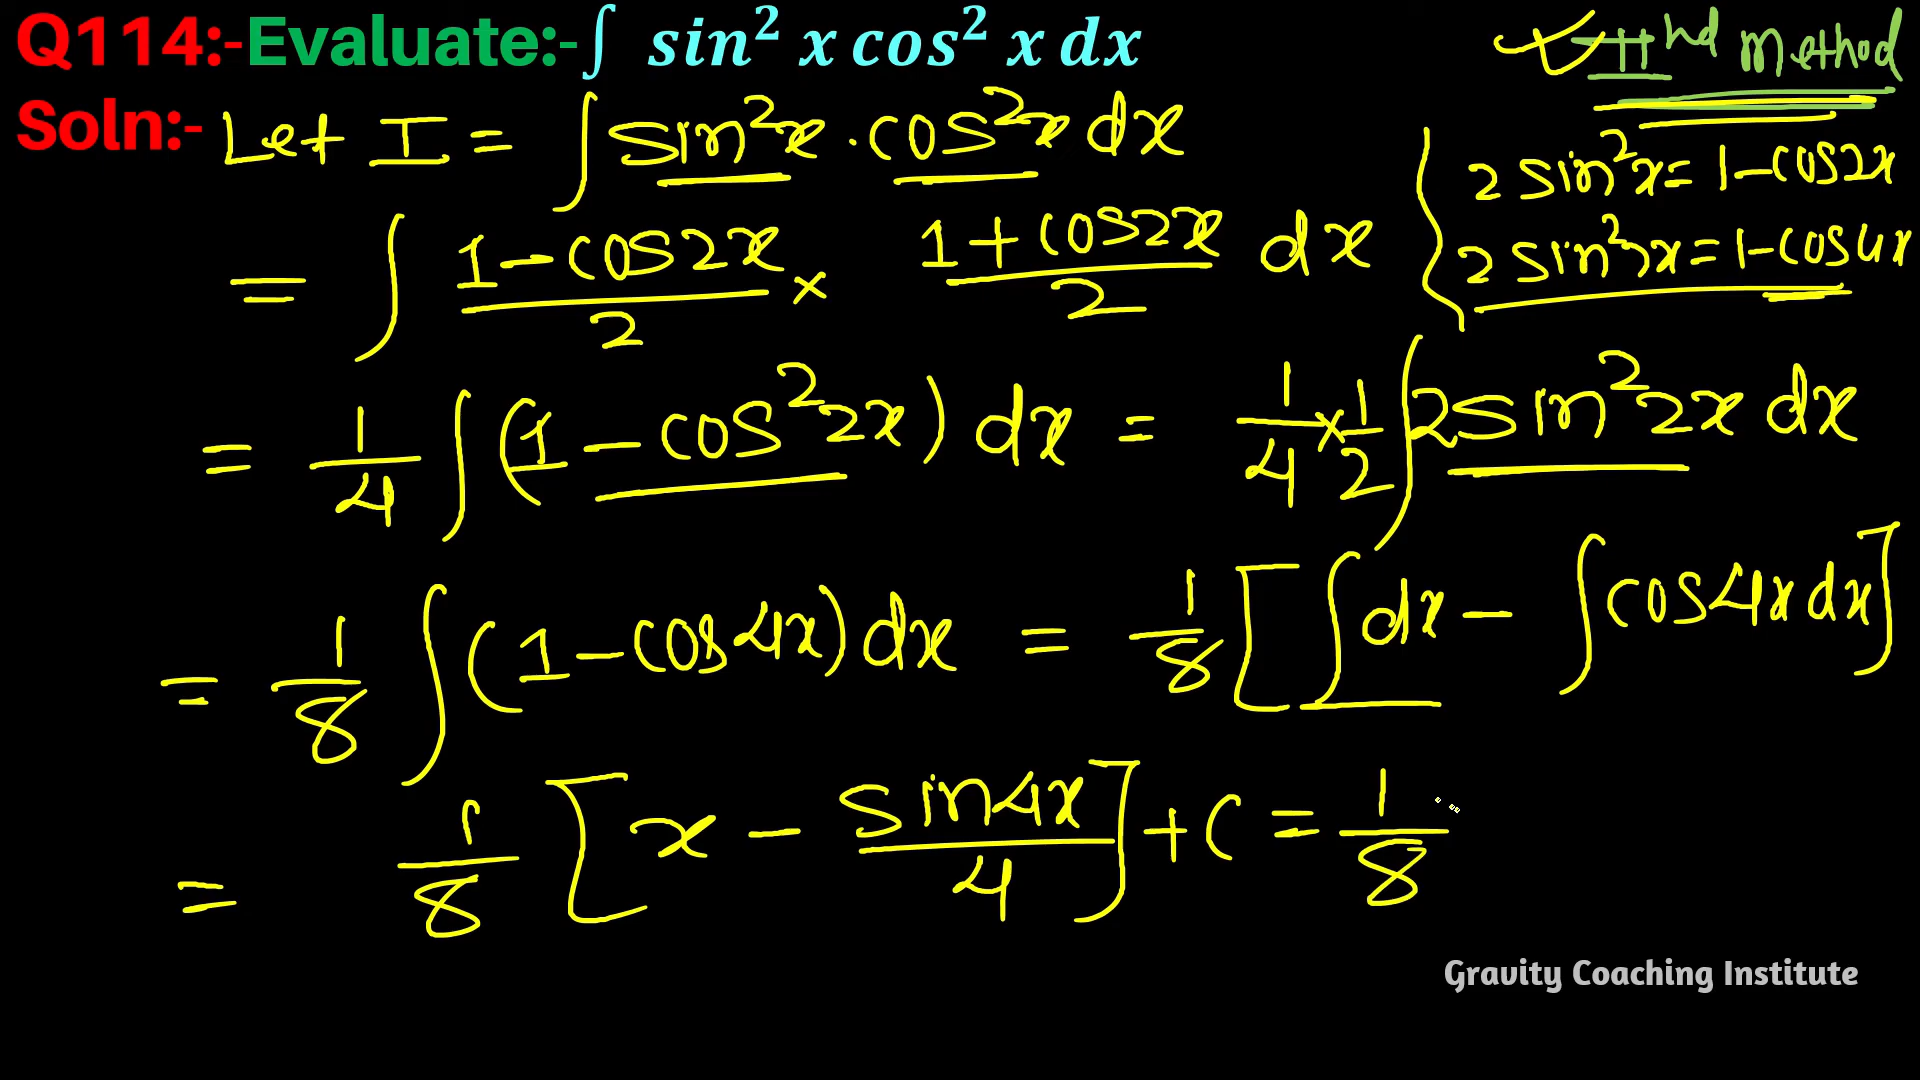 Q114:-Evaluate:-∫ sin² x cos² x dx
IInd Method
Soln:- Let I = ∫ sin²x · cos²x dx
2 sin²x = 1 - cos2x
2 sin²2x = 1 - cos4x
= ∫ (1 - cos2x)/2 × (1 + cos2x)/2 dx
= 1/4 ∫ (1 - cos²2x) dx = 1/4 × 1/2 ∫ 2 sin²2x dx
= 1/8 ∫ (1 - cos4x) dx = 1/8 [∫ dx - ∫ cos4x dx]
= 1/8 [x - sin4x/4] + C = 1/8
Gravity Coaching Institute